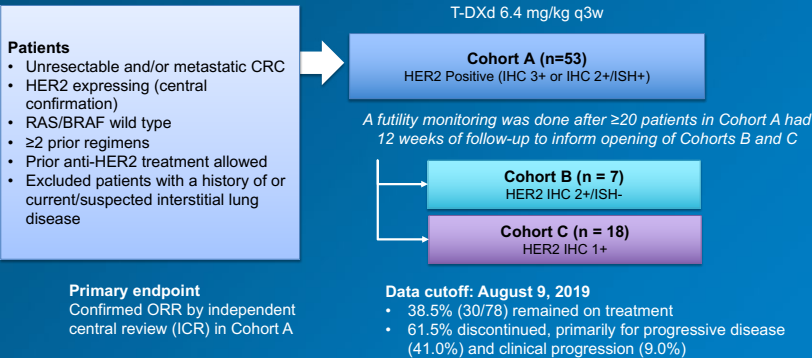 T-DXd 6.4 mg/kg q3w
Patients
• Unresectable and/or metastatic CRC
• HER2 expressing (central
confirmation)
• RAS/BRAF wild type
• ≥2 prior regimens
• Prior anti-HER2 treatment allowed
• Excluded patients with a history of or
current/suspected interstitial lung
disease
Cohort A (n=53)
HER2 Positive (IHC 3+ or IHC 2+/ISH+)
A futility monitoring was done after ≥20 patients in Cohort A had
12 weeks of follow-up to inform opening of Cohorts B and C
Cohort B (n = 7)
HER2 IHC 2+/ISH-
Cohort C (n = 18)
HER2 IHC 1+
Primary endpoint
Confirmed ORR by independent
central review (ICR) in Cohort A
Data cutoff: August 9, 2019
• 38.5% (30/78) remained on treatment
• 61.5% discontinued, primarily for progressive disease
(41.0%) and clinical progression (9.0%)